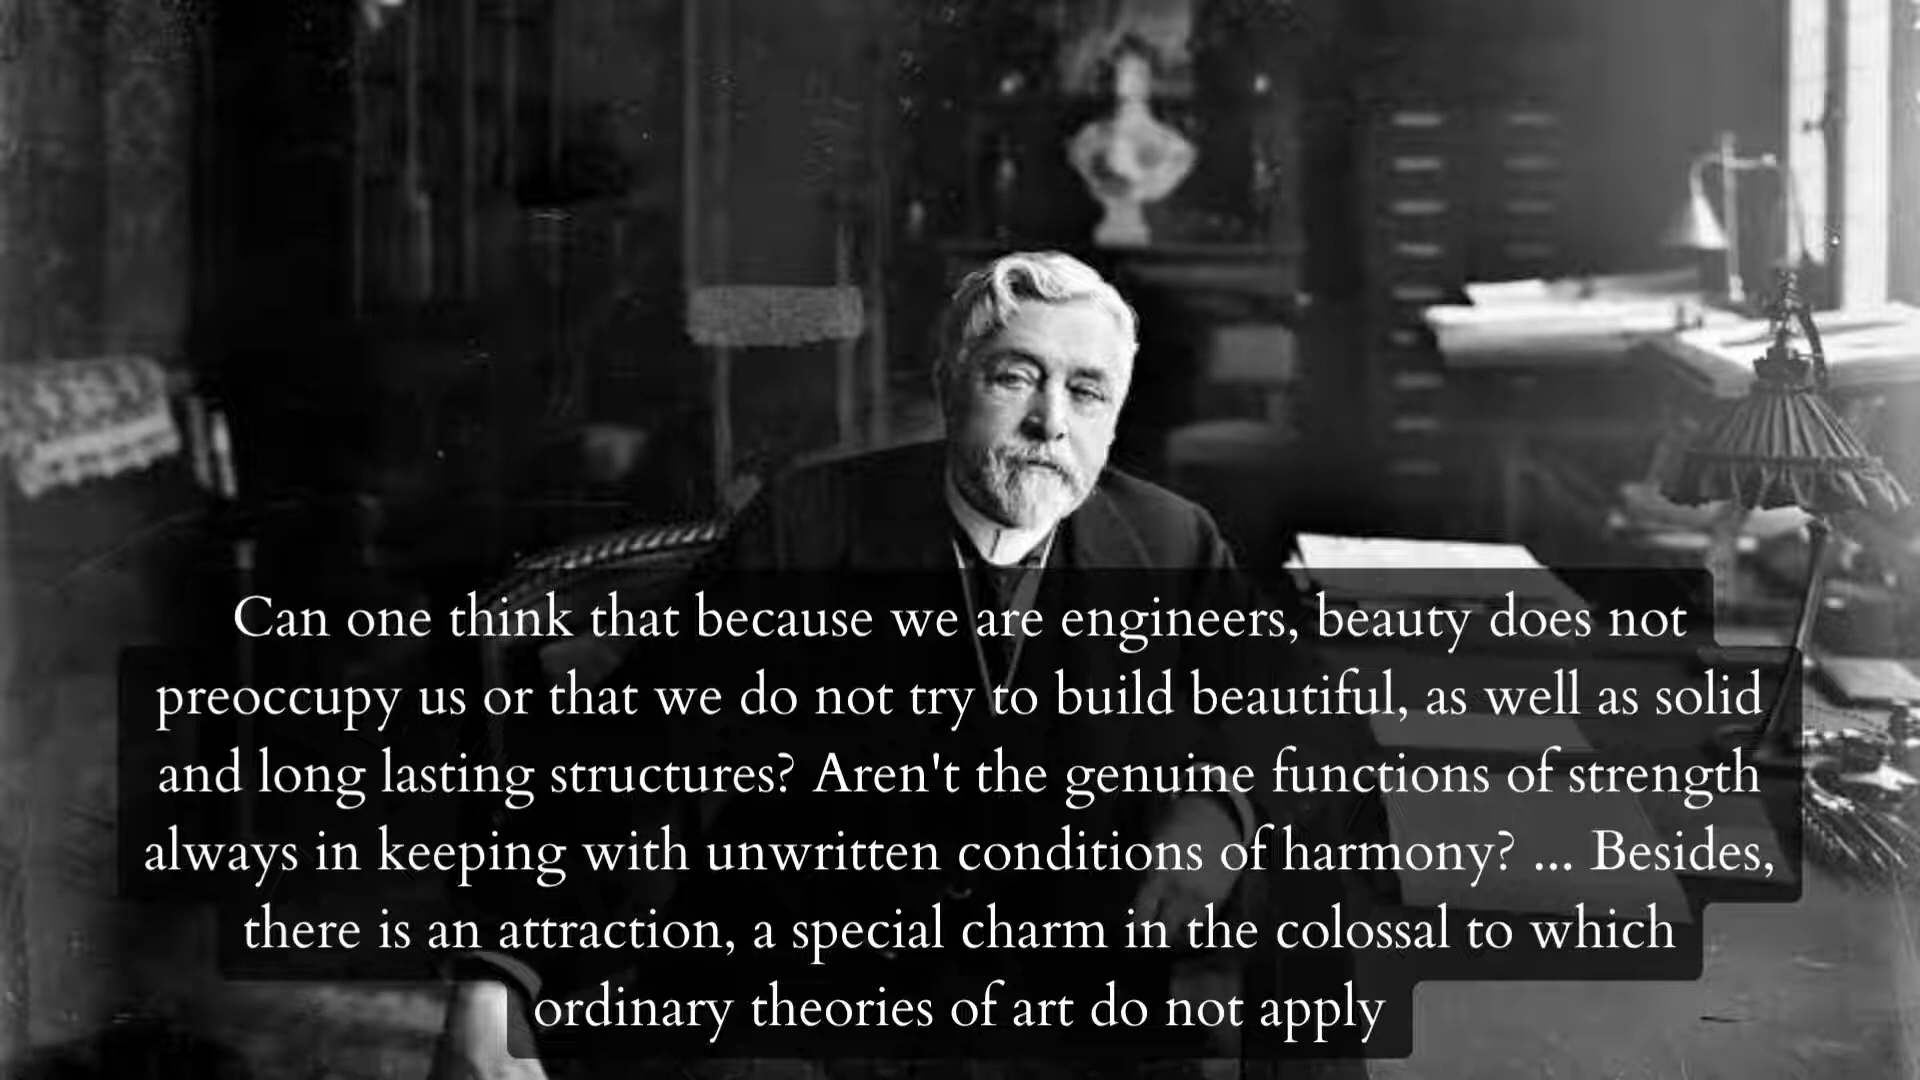 Can one think that because we are engineers, beauty does not
preoccupy us or that we do not try to build beautiful, as well as solid
and long lasting structures? Aren't the genuine functions of strength
always in keeping with unwritten conditions of harmony? ... Besides,
there is an attraction, a special charm in the colossal to which
ordinary theories of art do not apply